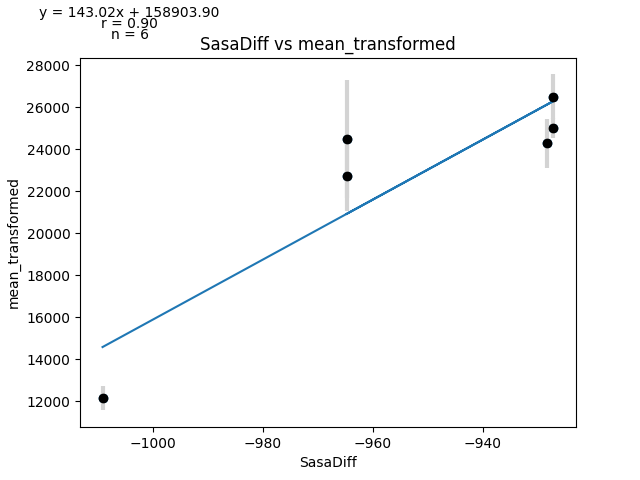 y = 143.02x + 158903.90
r = 0.90
n = 6
SasaDiff vs mean_transformed
28000
26000
24000
22000
20000
18000
16000
14000
12000
mean_transformed
−1000
−980
−960
−940
SasaDiff